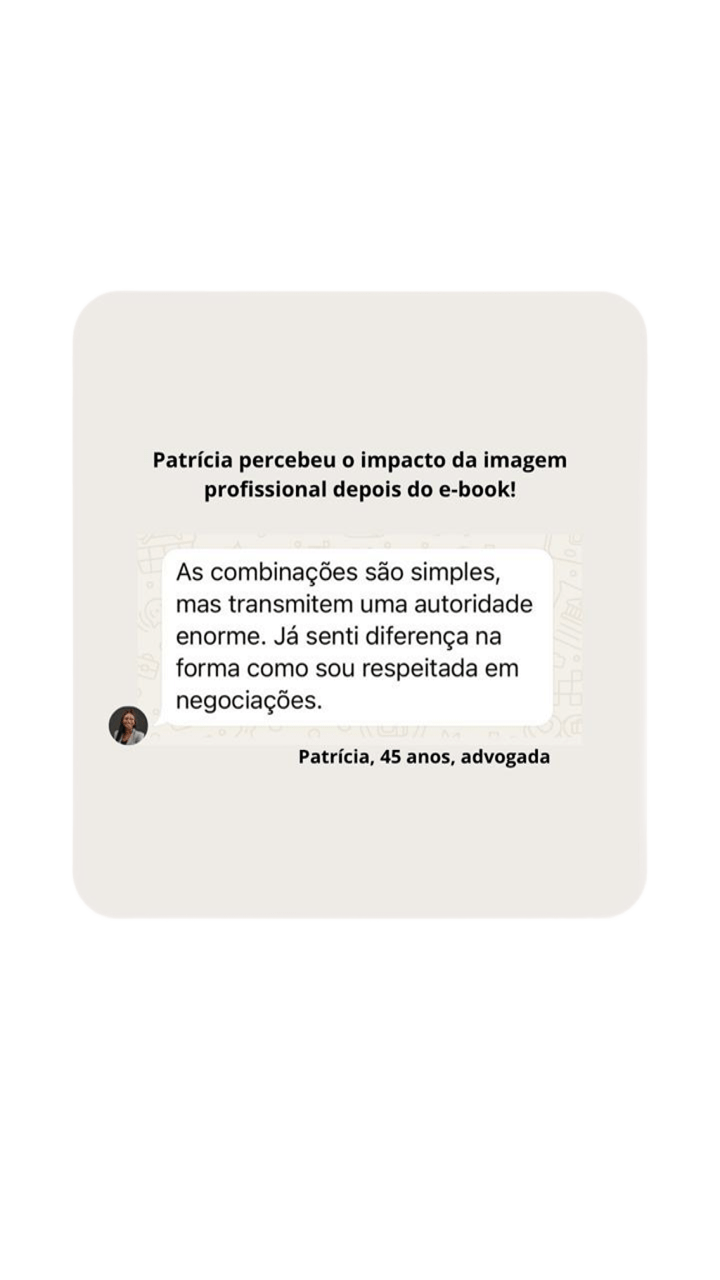 Patrícia percebeu o impacto da imagem
profissional depois do e-book!
As combinações são simples,
mas transmitem uma autoridade
enorme. Já senti diferença na
forma como sou respeitada em
negociações.
Patrícia, 45 anos, advogada